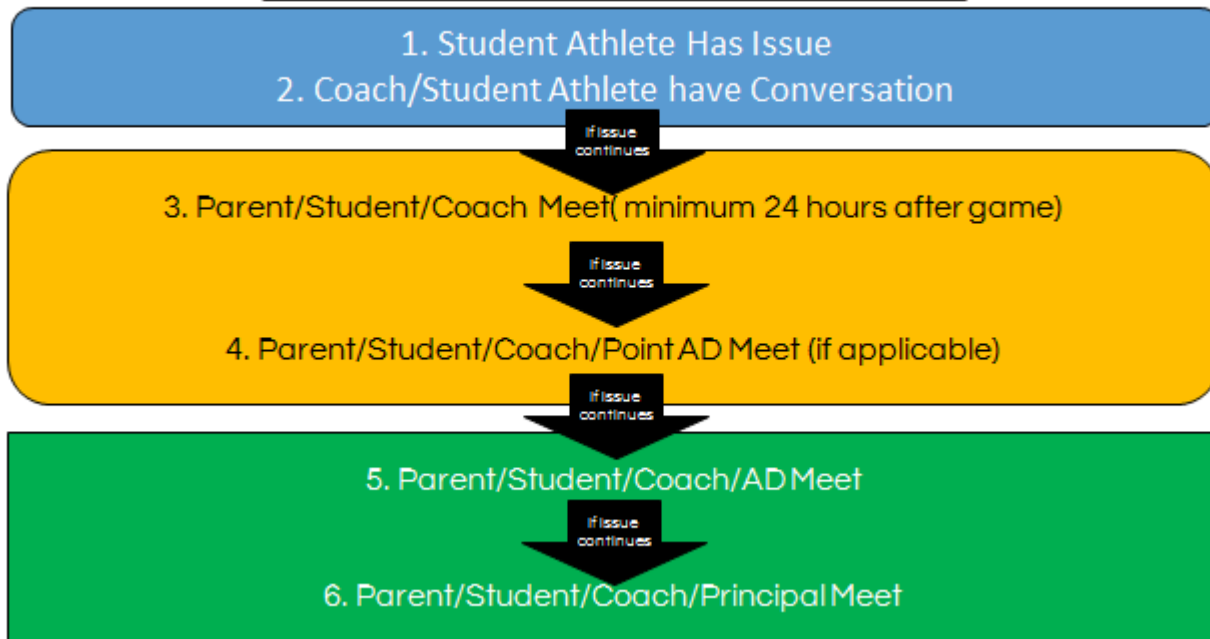 1. Student Athlete Has Issue
2. Coach/Student Athlete have Conversation
If issue
continues
3. Parent/Student/Coach Meet( minimum 24 hours after game)
If issue
continues
4. Parent/Student/Coach/Point AD Meet (if applicable)
If issue
continues
5. Parent/Student/Coach/AD Meet
If issue
continues
6. Parent/Student/Coach/Principal Meet